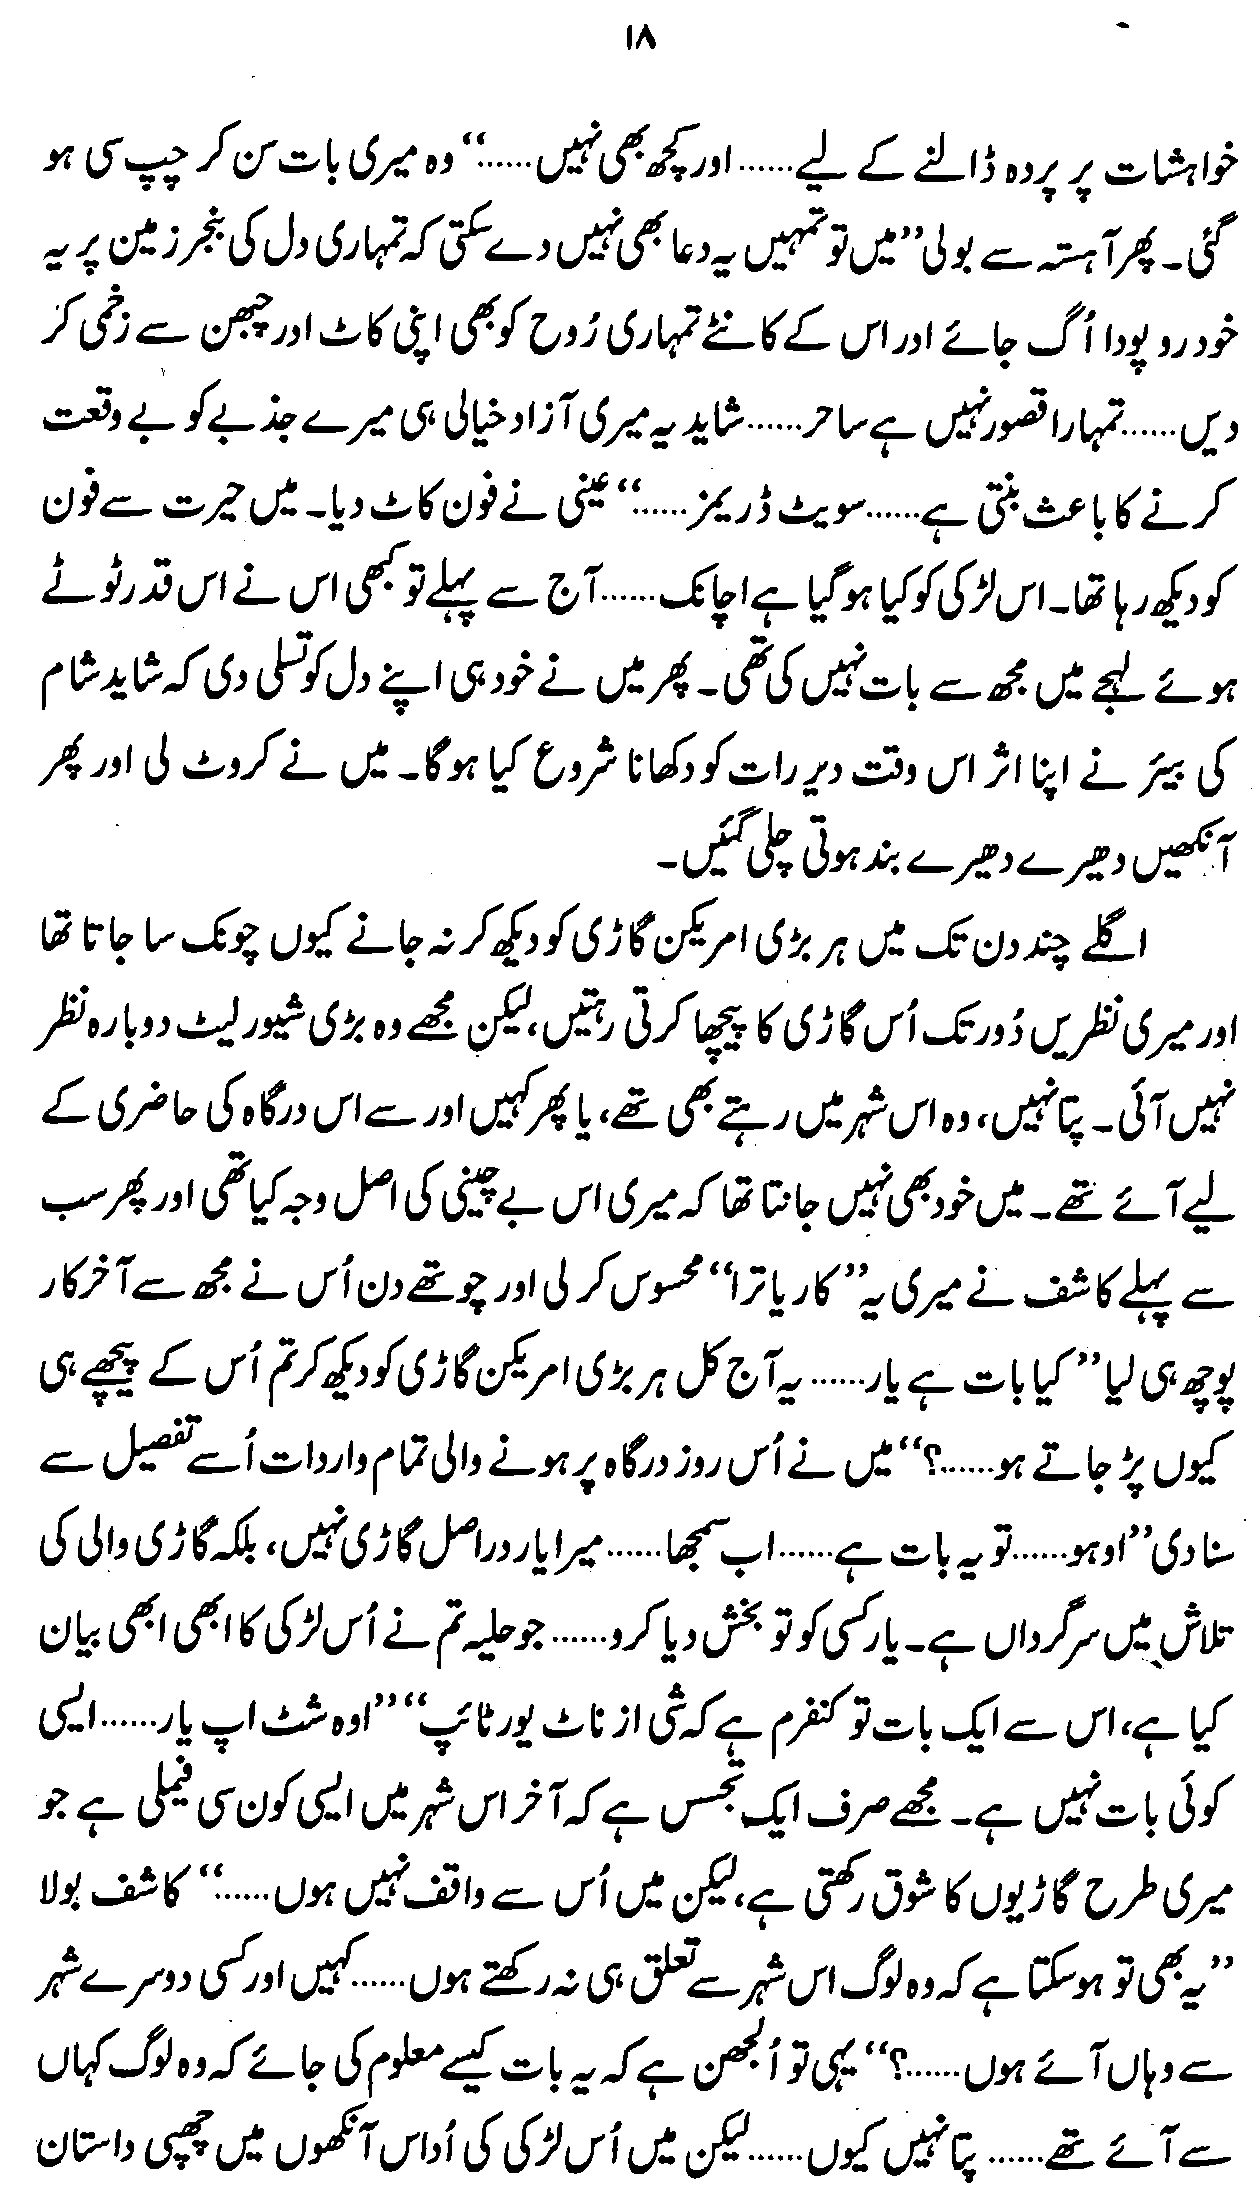 ۱۸
خواہشات پر پردہ ڈالنے کے لیے...... اور کچھ بھی نہیں......“ وہ میری بات سن کر چپ سی ہو
گئی۔ پھر آہستہ سے بولی ”میں تو تمہیں یہ دعا بھی نہیں دے سکتی کہ تمہاری دل کی بنجر زمین پر یہ
خود رو پودا اُگ جائے اور اس کے کانٹے تمہاری رُوح کو بھی اپنی کاٹ اور چبھن سے زخمی کر
دیں...... تمہارا قصور نہیں ہے ساحر...... شاید یہ میری آزاد خیالی ہی میرے جذبے کو بے وقعت
کرنے کا باعث بنتی ہے...... سویٹ ڈریمز......“ عینی نے فون کاٹ دیا۔ میں حیرت سے فون
کو دیکھ رہا تھا۔ اس لڑکی کو کیا ہو گیا ہے اچانک...... آج سے پہلے تو کبھی اس نے اس قدر ٹوٹے
ہوئے لہجے میں مجھ سے بات نہیں کی تھی۔ پھر میں نے خود ہی اپنے دل کو تسلی دی کہ شاید شام
کی بیئر نے اپنا اثر اس وقت دیر رات کو دکھانا شروع کیا ہوگا۔ میں نے کروٹ لی اور پھر
آنکھیں دھیرے دھیرے بند ہوتی چلی گئیں۔
اگلے چند دن تک میں ہر بڑی امریکن گاڑی کو دیکھ کر نہ جانے کیوں چونک سا جاتا تھا
اور میری نظریں دُور تک اُس گاڑی کا پیچھا کرتی رہتیں، لیکن مجھے وہ بڑی شیور لیٹ دوبارہ نظر
نہیں آئی۔ پتا نہیں، وہ اس شہر میں رہتے بھی تھے، یا پھر کہیں اور سے اس درگاہ کی حاضری کے
لیے آئے تھے۔ میں خود بھی نہیں جانتا تھا کہ میری اس بے چینی کی اصل وجہ کیا تھی اور پھر سب
سے پہلے کاشف نے میری یہ ”کار یاترا“ محسوس کر لی اور چوتھے دن اُس نے مجھ سے آخر کار
پوچھ ہی لیا ”کیا بات ہے یار...... یہ آج کل ہر بڑی امریکن گاڑی کو دیکھ کر تم اُس کے پیچھے ہی
کیوں پڑ جاتے ہو......؟“ میں نے اُس روز درگاہ پر ہونے والی تمام واردات اُسے تفصیل سے
سنا دی ”اوہو...... تو یہ بات ہے...... اب سمجھا...... میرا یار دراصل گاڑی نہیں، بلکہ گاڑی والی کی
تلاش میں سرگرداں ہے۔ یار کسی کو تو بخش دیا کرو...... جو حلیہ تم نے اُس لڑکی کا ابھی ابھی بیان
کیا ہے، اس سے ایک بات تو کنفرم ہے کہ شی از ناٹ یور ٹائپ“ ”اوہ شٹ اپ یار...... ایسی
کوئی بات نہیں ہے۔ مجھے صرف ایک تجسس ہے کہ آخر اس شہر میں ایسی کون سی فیملی ہے جو
میری طرح گاڑیوں کا شوق رکھتی ہے، لیکن میں اُس سے واقف نہیں ہوں......“ کاشف بولا
”یہ بھی تو ہو سکتا ہے کہ وہ لوگ اس شہر سے تعلق ہی نہ رکھتے ہوں...... کہیں اور کسی دوسرے شہر
سے وہاں آئے ہوں......؟“ یہی تو اُلجھن ہے کہ یہ بات کیسے معلوم کی جائے کہ وہ لوگ کہاں
سے آئے تھے...... پتا نہیں کیوں...... لیکن میں اُس لڑکی کی اُداس آنکھوں میں چھپی داستان